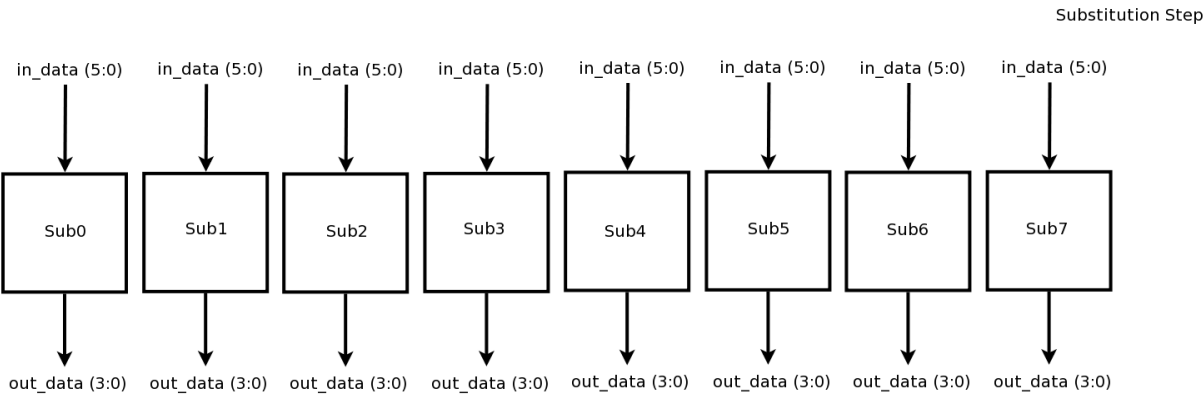 Substitution Step
in_data (5:0) in_data (5:0) in_data (5:0) in_data (5:0) in_data (5:0) in_data (5:0) in_data (5:0) in_data (5:0)
Sub0 Sub1 Sub2 Sub3 Sub4 Sub5 Sub6 Sub7
out_data (3:0) out_data (3:0) out_data (3:0) out_data (3:0) out_data (3:0) out_data (3:0) out_data (3:0) out_data (3:0)